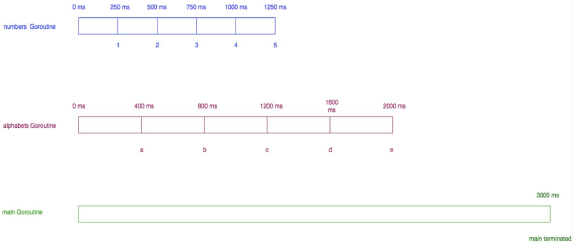 0 ms 250 ms 500 ms 750 ms 1000 ms 1250 ms
numbers Goroutine
1 2 3 4 5
0 ms 400 ms 800 ms 1200 ms 1600 ms 2000 ms
alphabets Goroutine
a b c d e
3000 ms
main Goroutine
main terminated